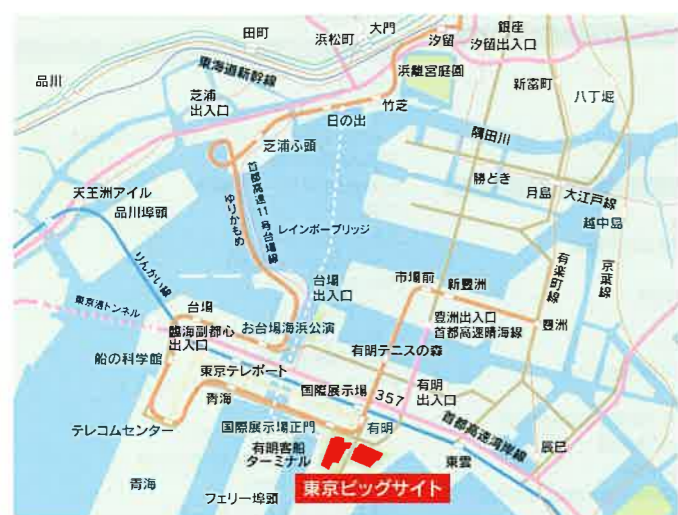 田町
浜松町
大門
汐留
銀座
汐留出入口
品川
東海道新幹線
浜離宮庭園
新富町
八丁堀
芝浦
出入口
竹芝
日の出
芝浦ふ頭
隅田川
勝どき
月島
大江戸線
越中島
天王洲アイル
品川埠頭
首都高速11号台場線
ゆりかもめ
レインボーブリッジ
りんかい線
有楽町線
京葉線
台場
出入口
市場前
新豊洲
東京港トンネル
台場
豊洲出入口
首都高速晴海線
豊洲
お台場海浜公演
臨海副都心
出入口
船の科学館
有明テニスの森
東京テレポート
国際展示場
357
有明
出入口
青海
テレコムセンター
国際展示場正門
有明
首都高速湾岸線
有明客船
ターミナル
東雲
辰巳
青海
フェリー埠頭
東京ビッグサイト